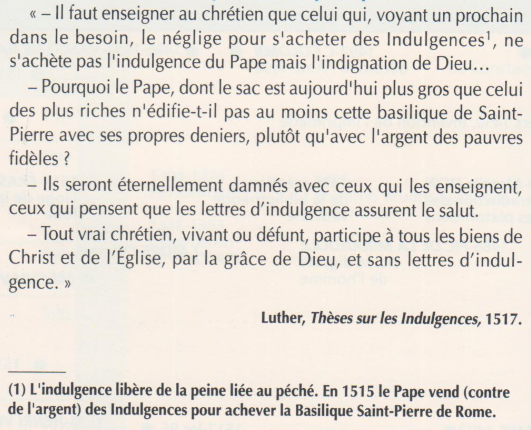 « – Il faut enseigner au chrétien que celui qui, voyant un prochain
dans le besoin, le néglige pour s'acheter des Indulgences¹, ne
s'achète pas l'indulgence du Pape mais l'indignation de Dieu…
– Pourquoi le Pape, dont le sac est aujourd'hui plus gros que celui
des plus riches n'édifie-t-il pas au moins cette basilique de Saint-
Pierre avec ses propres deniers, plutôt qu'avec l'argent des pauvres
fidèles ?
– Ils seront éternellement damnés avec ceux qui les enseignent,
ceux qui pensent que les lettres d'indulgence assurent le salut.
– Tout vrai chrétien, vivant ou défunt, participe à tous les biens de
Christ et de l'Église, par la grâce de Dieu, et sans lettres d'indul-
gence. »
Luther, Thèses sur les Indulgences, 1517.
(1) L'indulgence libère de la peine liée au péché. En 1515 le Pape vend (contre
de l'argent) des Indulgences pour achever la Basilique Saint-Pierre de Rome.